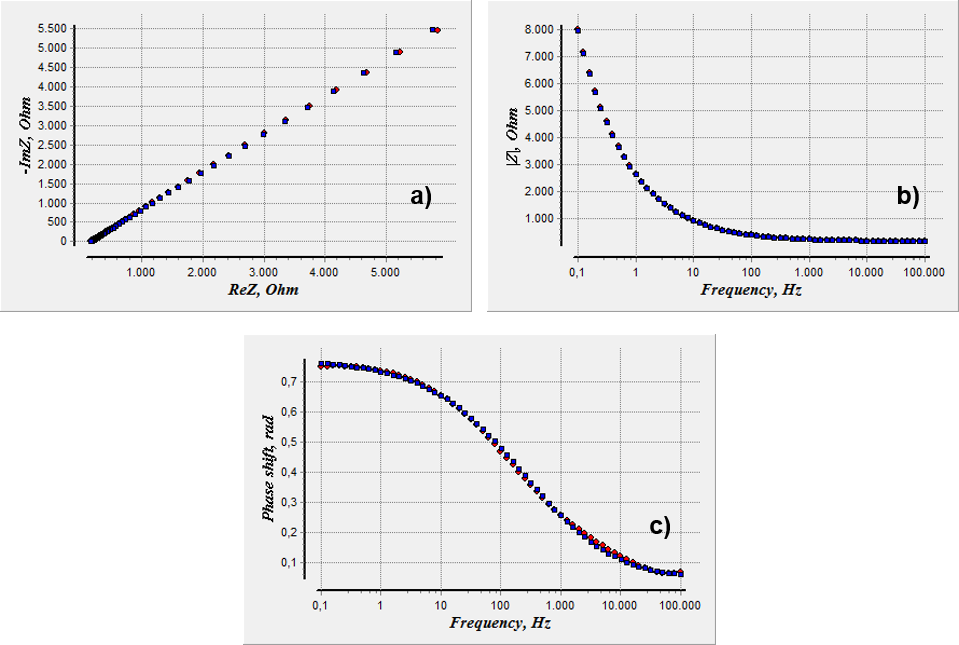 5.500
5.000
4.500
4.000
3.500
3.000
2.500
2.000
1.500
1.000
500
0
-ImZ, Ohm
a)
1.000 2.000 3.000 4.000 5.000
ReZ, Ohm
8.000
7.000
6.000
5.000
4.000
3.000
2.000
1.000
|Z|, Ohm
b)
0,1 1 10 100 1.000 10.000 100.000
Frequency, Hz
0,7
0,6
0,5
0,4
0,3
0,2
0,1
Phase shift, rad
c)
0,1 1 10 100 1.000 10.000 100.000
Frequency, Hz